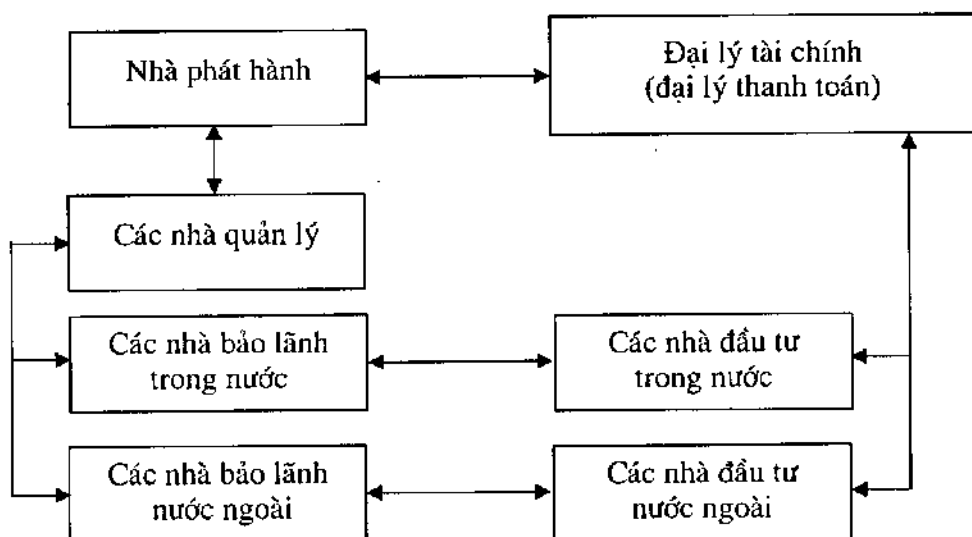 Nhà phát hành
Đại lý tài chính
(đại lý thanh toán)
Các nhà quản lý
Các nhà bảo lãnh
trong nước
Các nhà đầu tư
trong nước
Các nhà bảo lãnh
nước ngoài
Các nhà đầu tư
nước ngoài